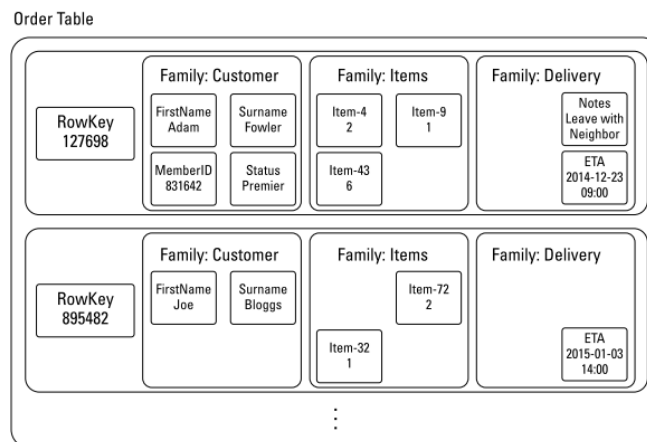 Order Table
Family: Customer
Family: Items
Family: Delivery
RowKey
127698
FirstName
Adam
Surname
Fowler
MemberID
831642
Status
Premier
Item-4
2
Item-9
1
Item-43
6
Notes
Leave with
Neighbor
ETA
2014-12-23
09:00
Family: Customer
Family: Items
Family: Delivery
RowKey
895482
FirstName
Joe
Surname
Bloggs
Item-72
2
Item-32
1
ETA
2015-01-03
14:00